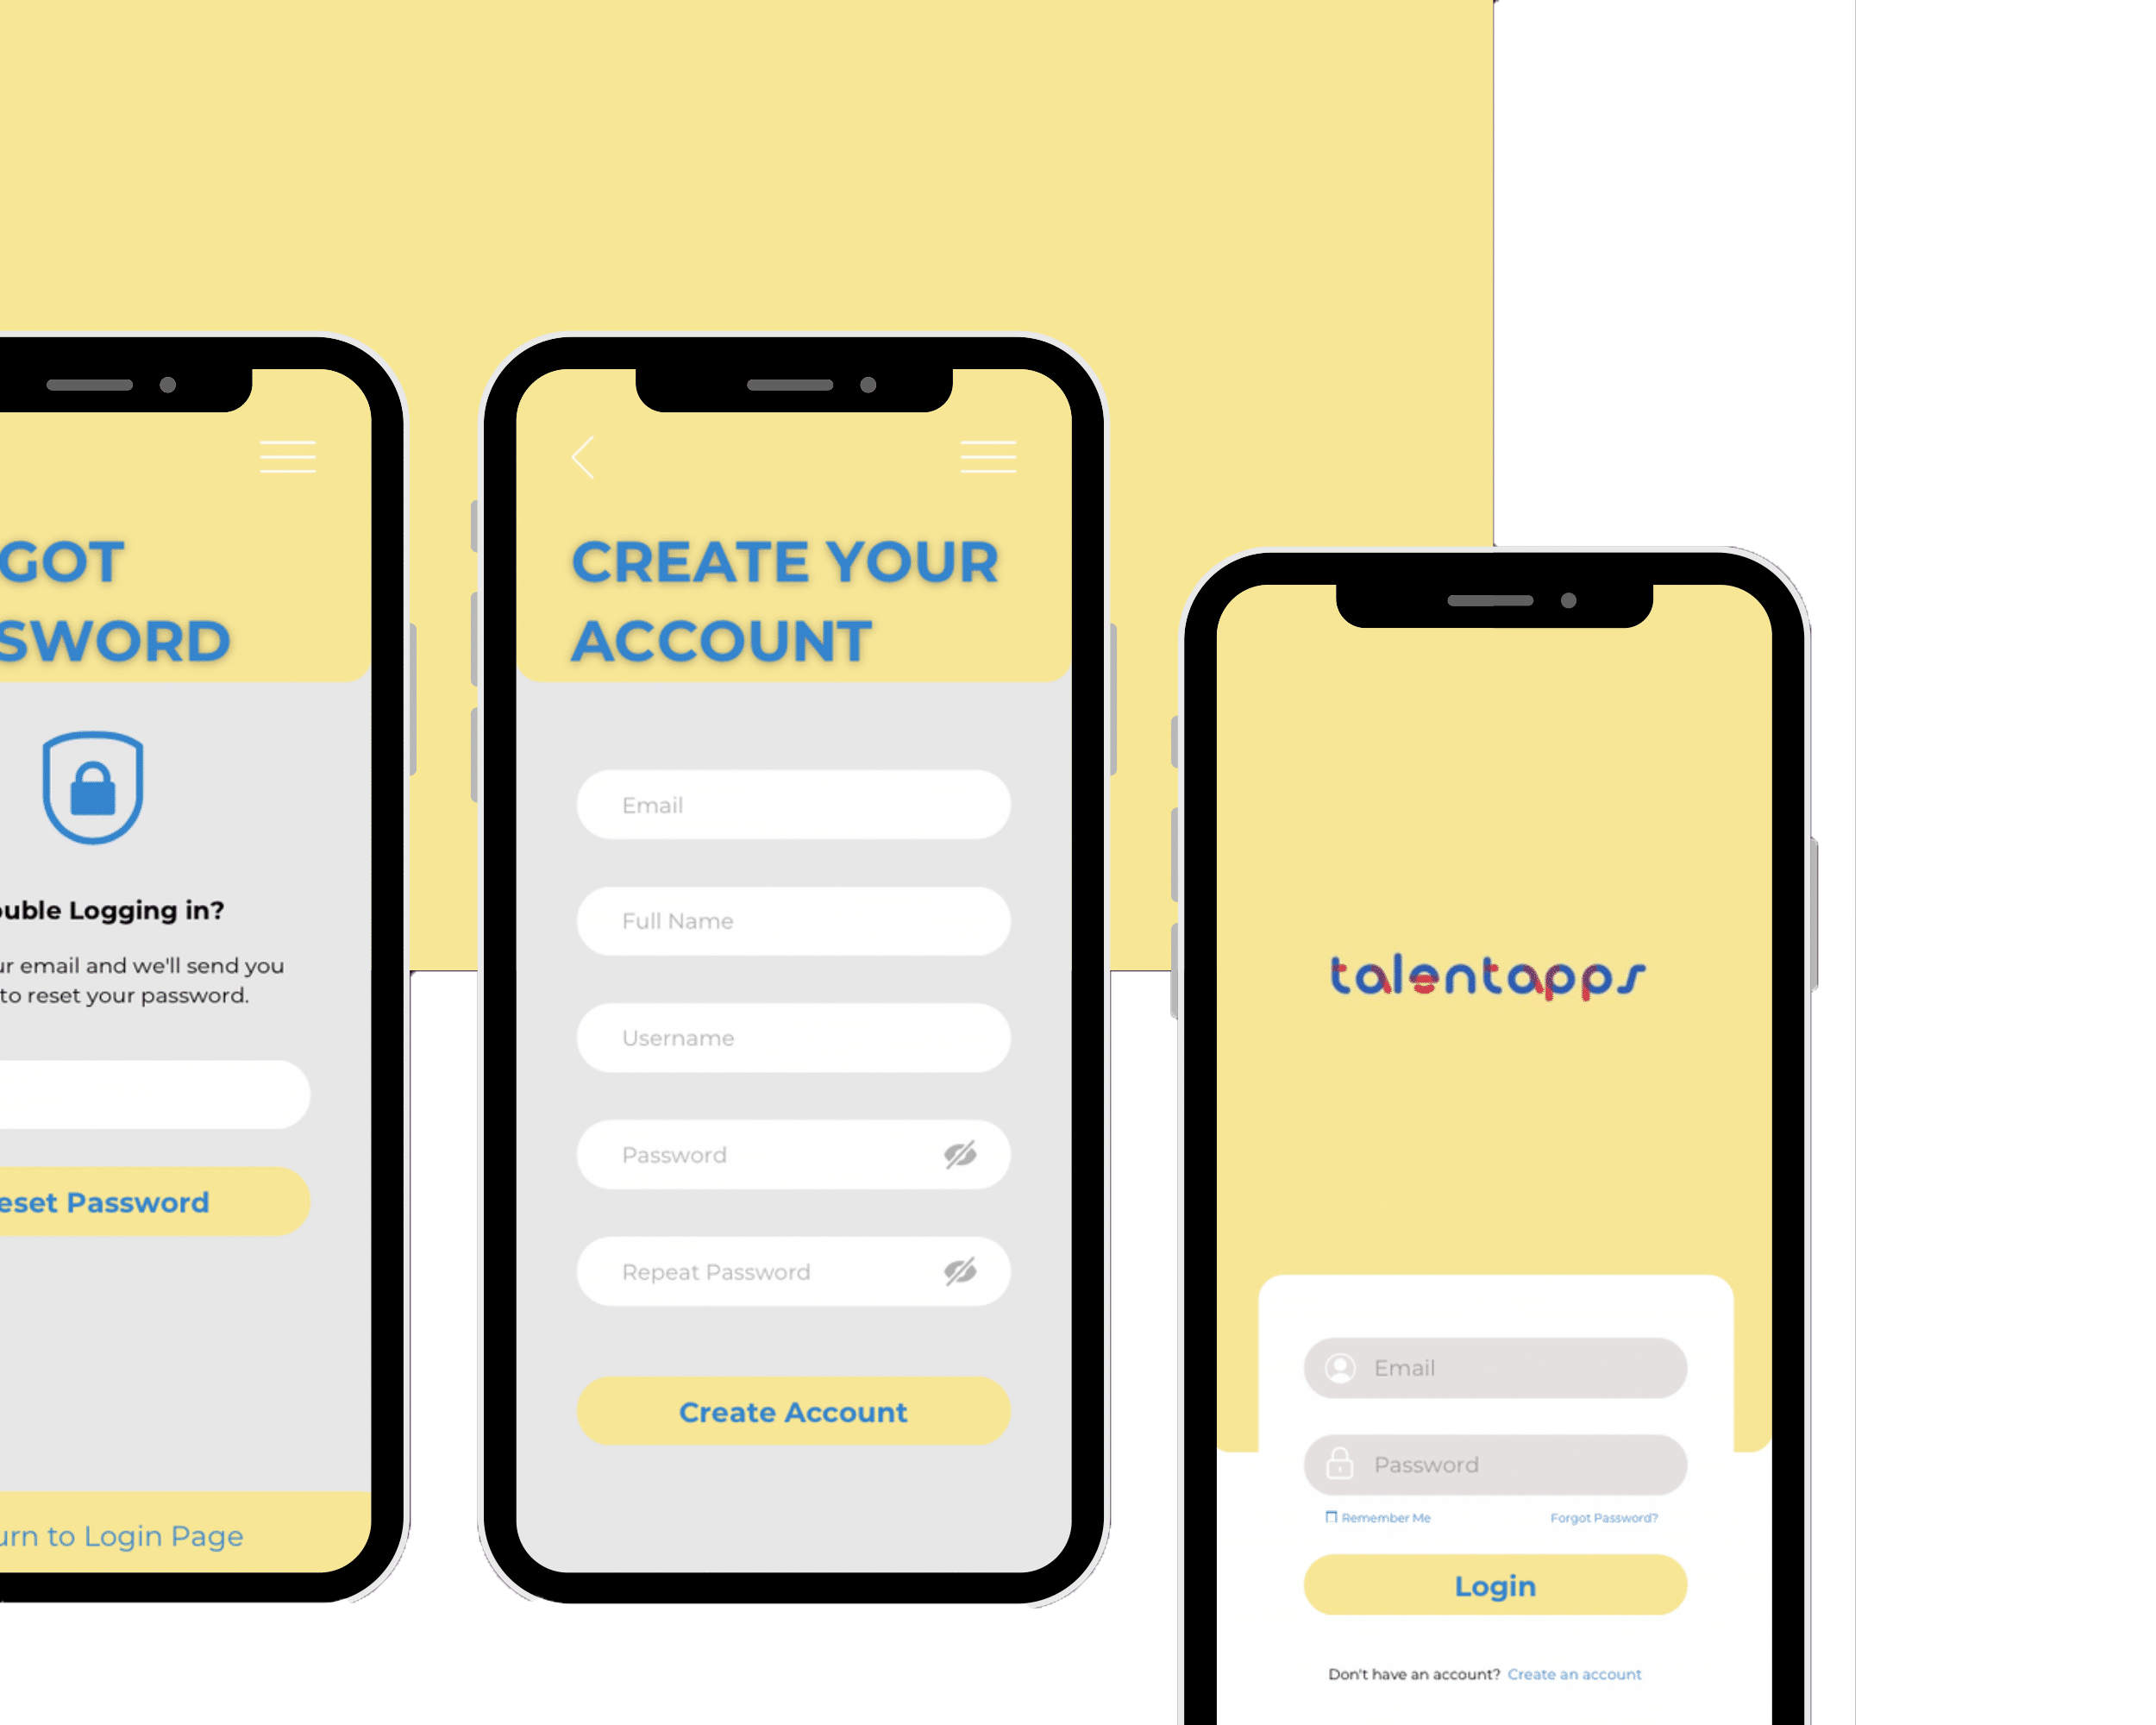 GOT
SWORD
uble Logging in?
ur email and we'll send you
to reset your password.
eset Password
urn to Login Page
CREATE YOUR
ACCOUNT
Email
Full Name
Username
Password
Repeat Password
Create Account
talentapps
Email
Password
Remember Me
Forgot Password?
Login
Don't have an account? Create an account